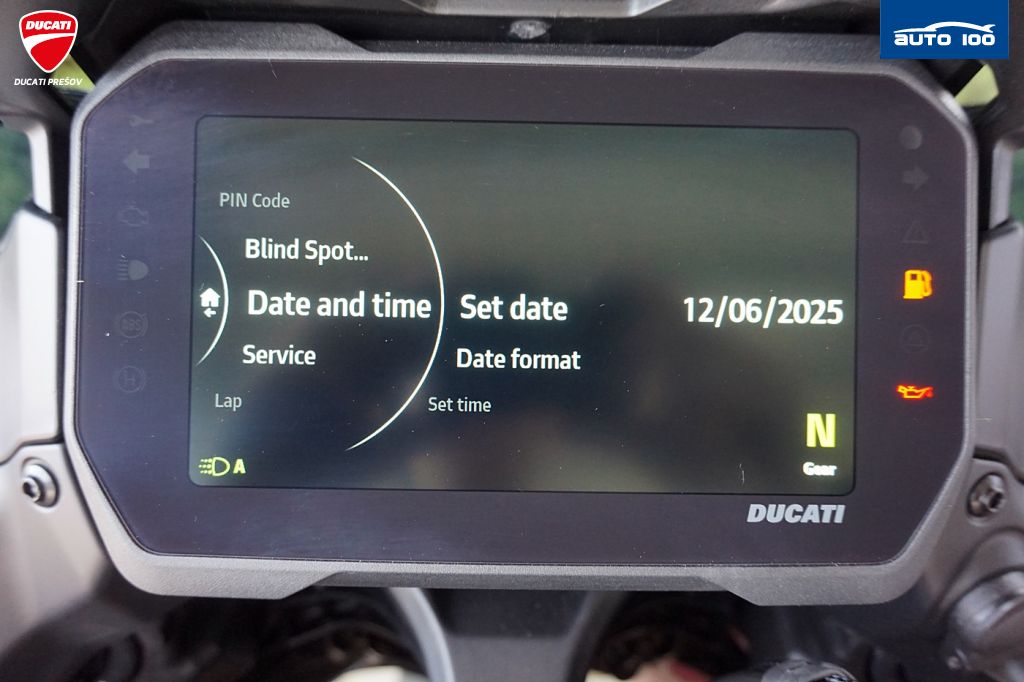 DUCATI
DUCATI PREŠOV
AUTO 100
PIN Code
Blind Spot...
Date and time
Service
Lap
Set date
12/06/2025
Date format
Set time
A
N
Gear
ABS
H
DUCATI